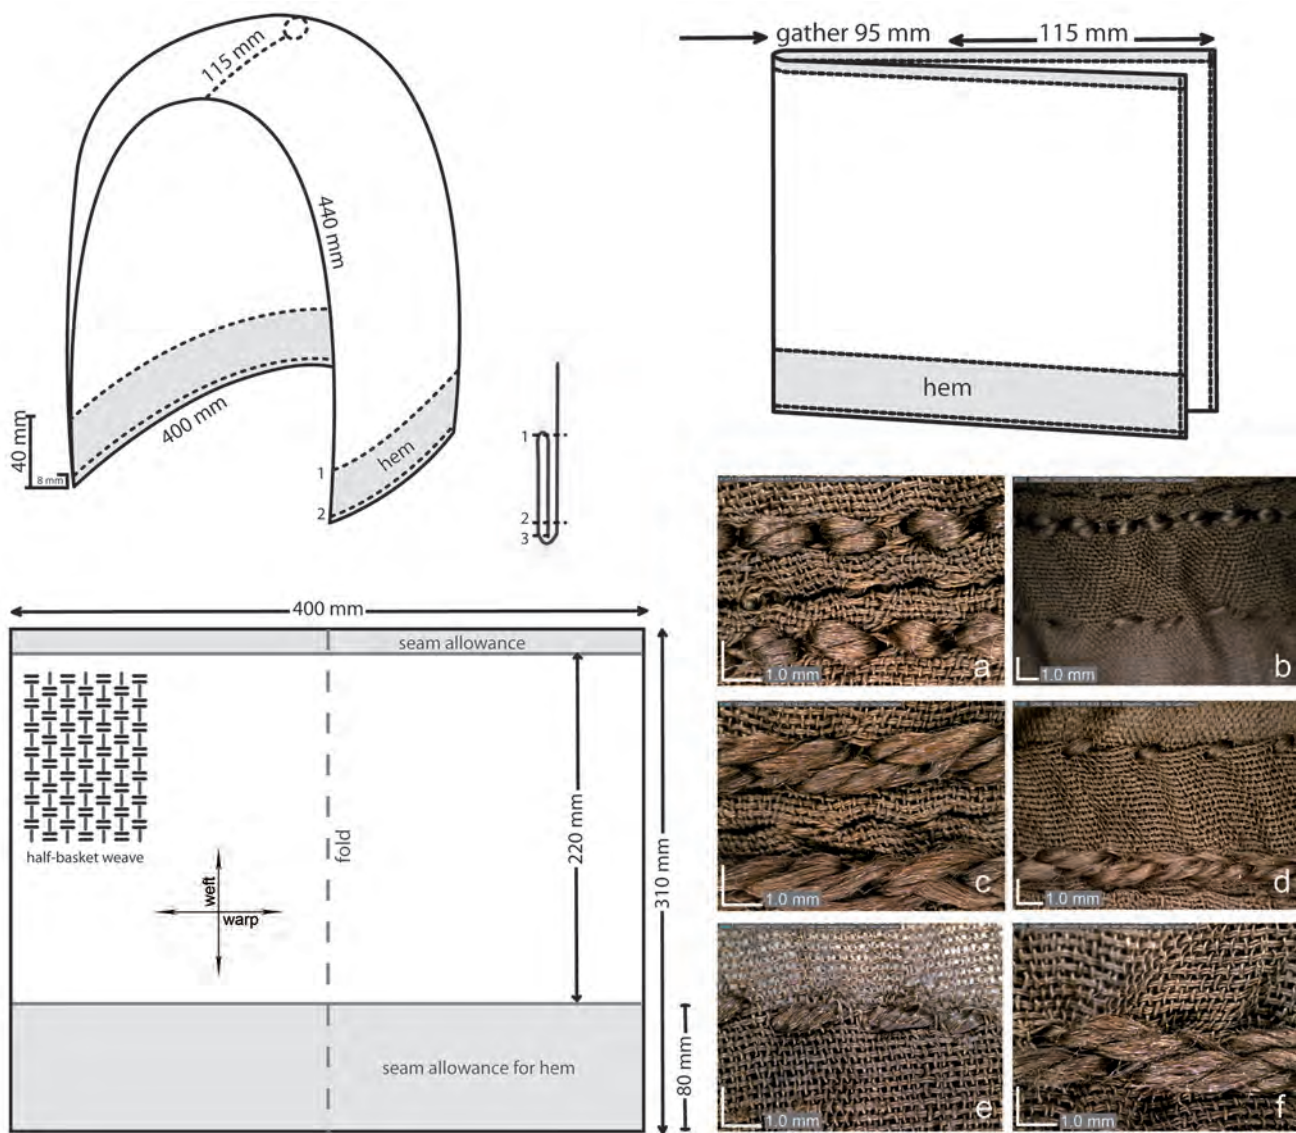 115 mm
440 mm
400 mm
40 mm
8 mm
hem
1
2
1
2
3
gather 95 mm
115 mm
hem
400 mm
seam allowance
half-basket weave
weft
warp
fold
220 mm
310 mm
seam allowance for hem
80 mm
1.0 mm
a
1.0 mm
b
1.0 mm
c
1.0 mm
d
1.0 mm
e
1.0 mm
f